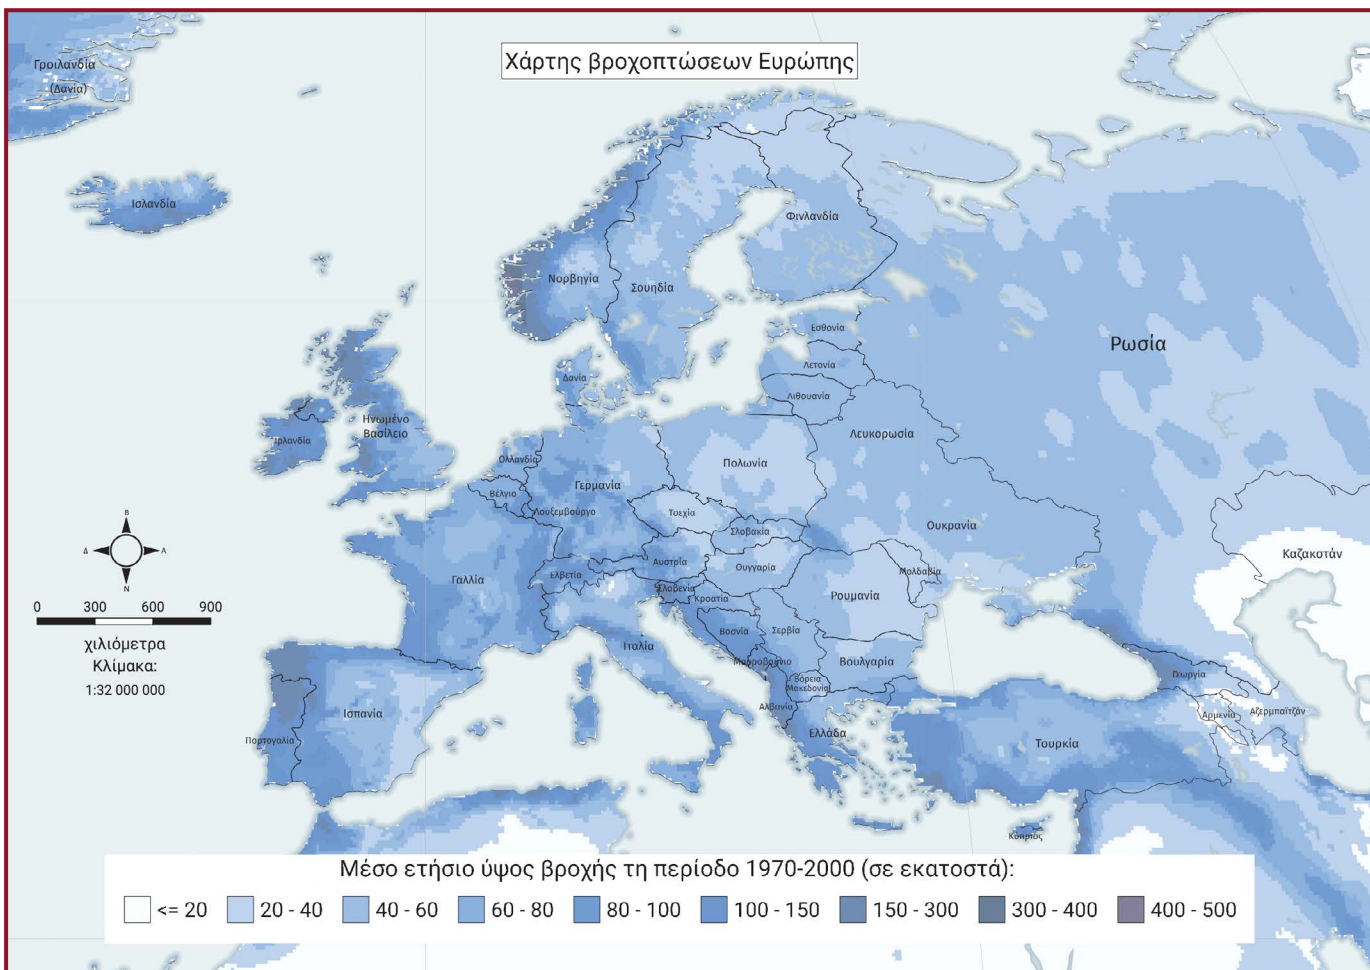 Χάρτης βροχοπτώσεων Ευρώπης
Γροιλανδία
(Δανία)
Ισλανδία
Νορβηγία
Σουηδία
Φινλανδία
Εσθονία
Ρωσία
Λετονία
Δανία
Λιθουανία
Ηνωμένο
Βασίλειο
Ιρλανδία
Λευκορωσία
Ολλανδία
Πολωνία
Γερμανία
Βέλγιο
Λουξεμβούργο
Τσεχία
Ουκρανία
Σλοβακία
Καζακστάν
Αυστρία
Ουγγαρία
Μολδαβία
Ελβετία
Γαλλία
Σλοβενία
Κροατία
Ρουμανία
Βοσνία
Σερβία
Ιταλία
Μαυροβούνιο
Βουλγαρία
Γεωργία
Βόρεια
Μακεδονία
Αλβανία
Ισπανία
Πορτογαλία
Ελλάδα
Τουρκία
Αρμενία
Αζερμπαϊτζάν
Κύπρος
Β
Δ
Α
Ν
0 300 600 900
χιλιόμετρα
Κλίμακα:
1:32 000 000
Μέσο ετήσιο ύψος βροχής τη περίοδο 1970-2000 (σε εκατοστά):
<= 20 20 - 40 40 - 60 60 - 80 80 - 100 100 - 150 150 - 300 300 - 400 400 - 500